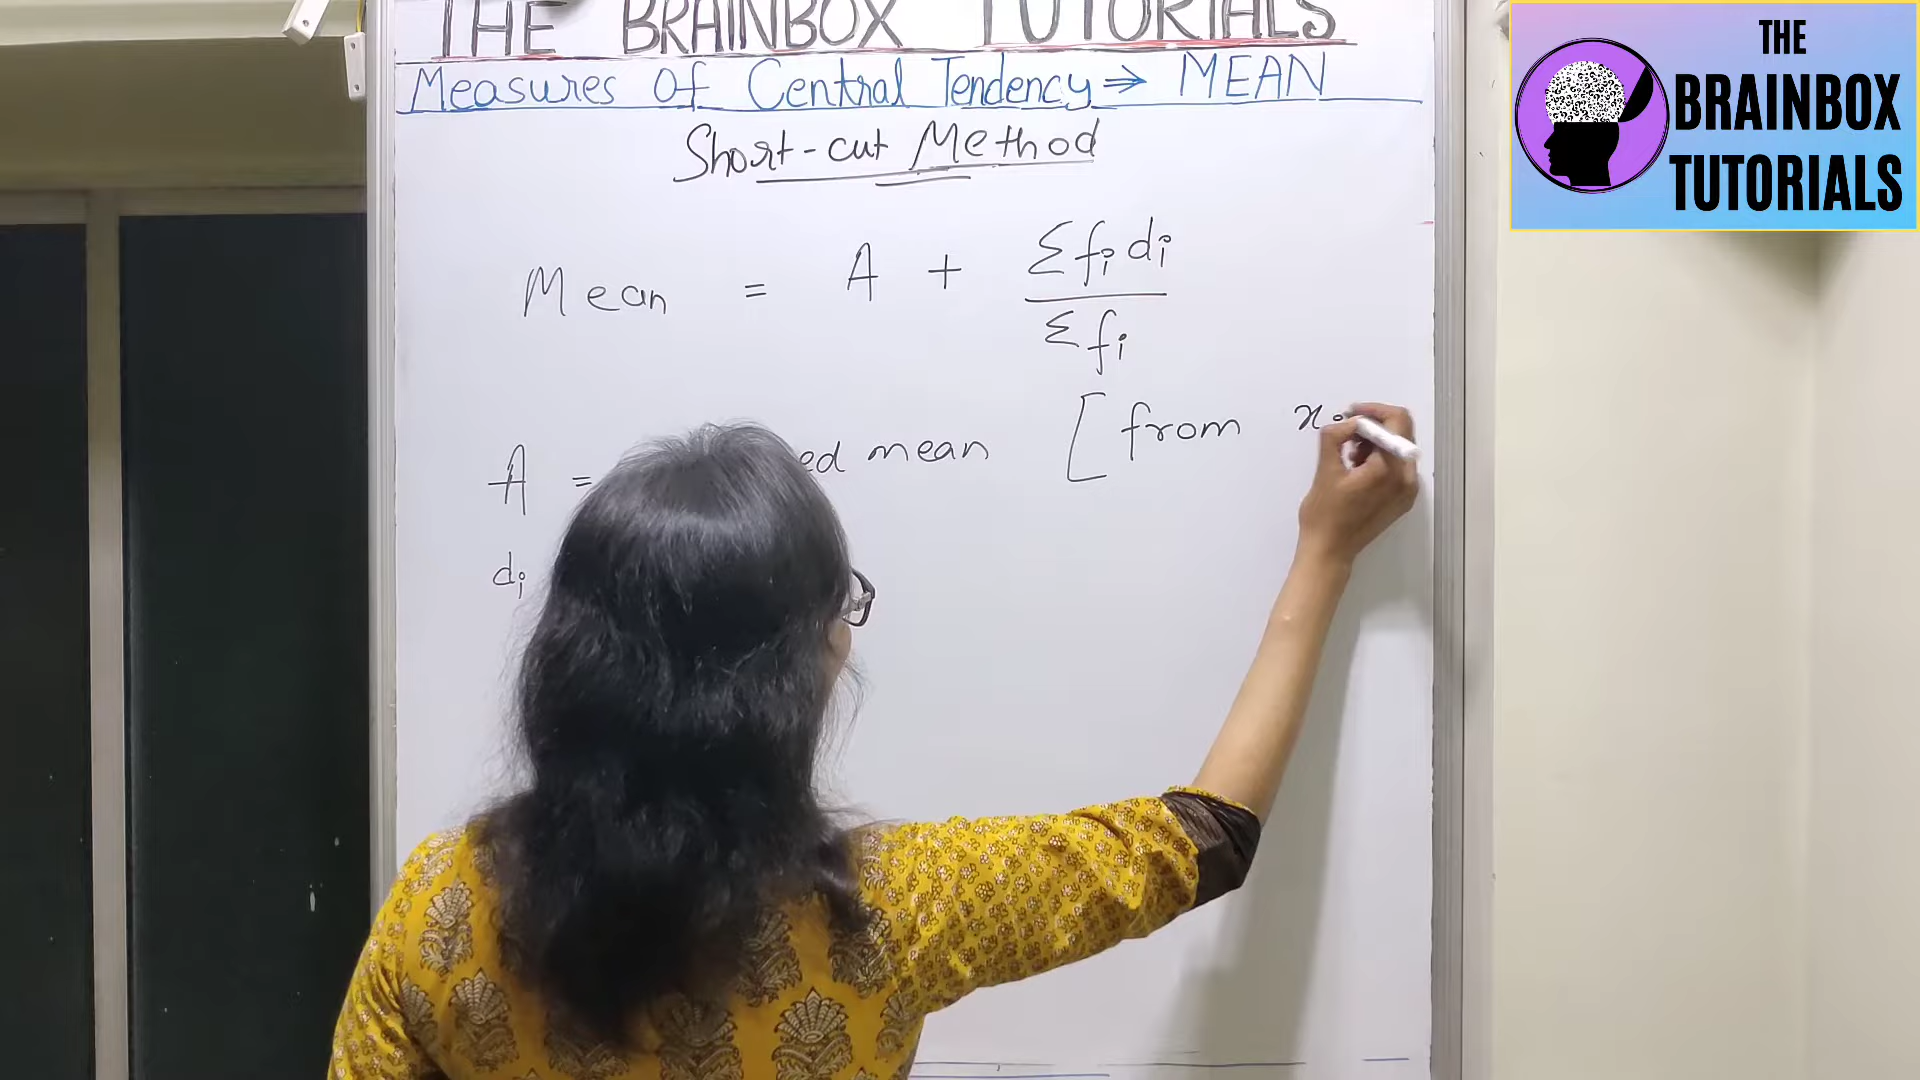 THE BRAINBOX TUTORIALS
Measures Of Central Tendency ⇒ MEAN
Short-cut Method
Mean = A + Σfidi / Σfi
A = ed mean [from x
di
THE
BRAINBOX
TUTORIALS